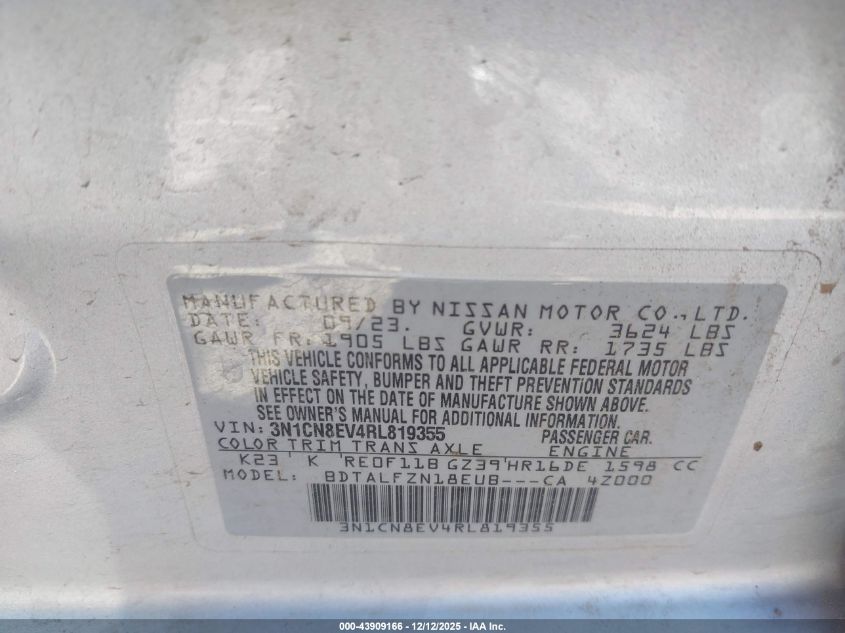 MANUFACTURED BY NISSAN MOTOR CO.,LTD.
DATE: 09/23. GVWR: 3624 LBS
GAWR FR: 1905 LBS GAWR RR: 1735 LBS
THIS VEHICLE CONFORMS TO ALL APPLICABLE FEDERAL MOTOR
VEHICLE SAFETY, BUMPER AND THEFT PREVENTION STANDARDS
IN EFFECT ON THE DATE OF MANUFACTURE SHOWN ABOVE.
SEE OWNER'S MANUAL FOR ADDITIONAL INFORMATION.
VIN: 3N1CN8EV4RL819355 PASSENGER CAR.
COLOR TRIM TRANS AXLE ENGINE
K23 ' K ' RE0F11B GZ39 ' HR16DE 1598 CC
MODEL: BDTALFZN18EUB---CA 4Z000
3N1CN8EV4RL819355
000-43909166 - 12/12/2025 - IAA Inc.